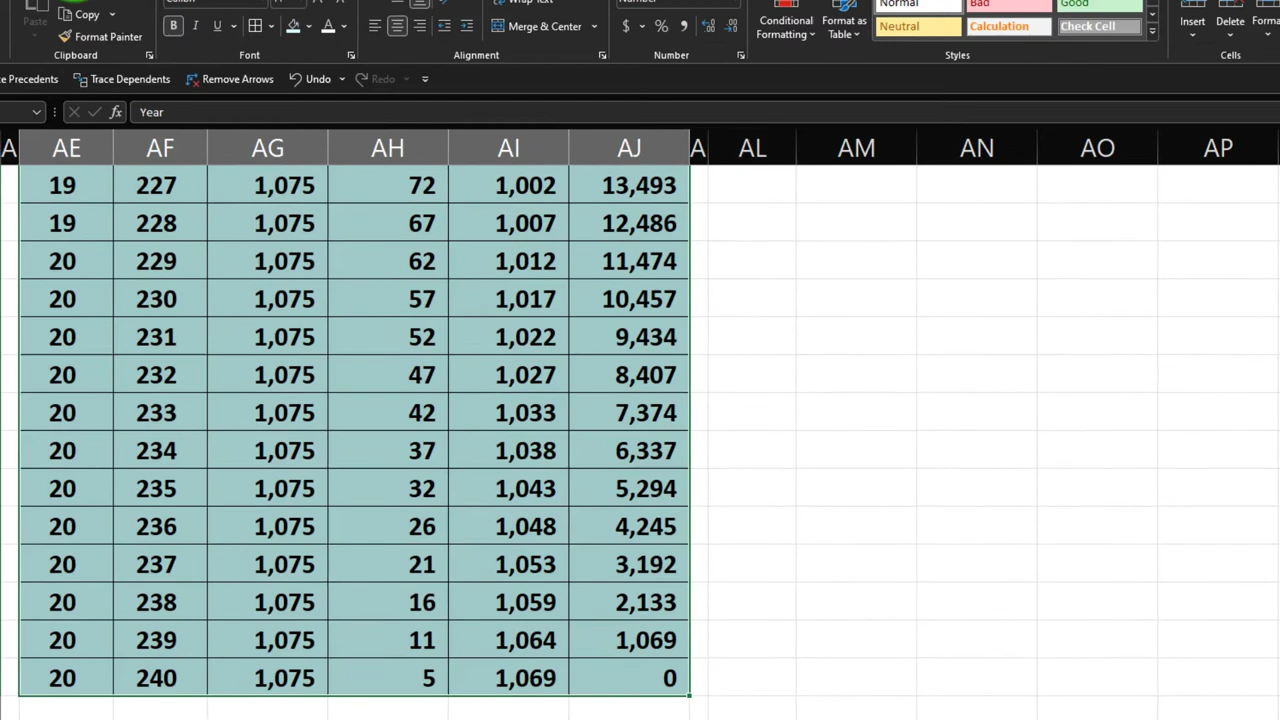 Copy
Format Painter
B I U A
$ % ,
Merge & Center
Conditional
Formatting
Format as
Table
Normal Bad Good
Neutral Calculation Check Cell
Insert Delete
Clipboard Font Alignment Number Styles Cells
e Precedents Trace Dependents Remove Arrows Undo Redo
fx Year
A AE AF AG AH AI AJ A AL AM AN AO AP
19 227 1,075 72 1,002 13,493
19 228 1,075 67 1,007 12,486
20 229 1,075 62 1,012 11,474
20 230 1,075 57 1,017 10,457
20 231 1,075 52 1,022 9,434
20 232 1,075 47 1,027 8,407
20 233 1,075 42 1,033 7,374
20 234 1,075 37 1,038 6,337
20 235 1,075 32 1,043 5,294
20 236 1,075 26 1,048 4,245
20 237 1,075 21 1,053 3,192
20 238 1,075 16 1,059 2,133
20 239 1,075 11 1,064 1,069
20 240 1,075 5 1,069 0